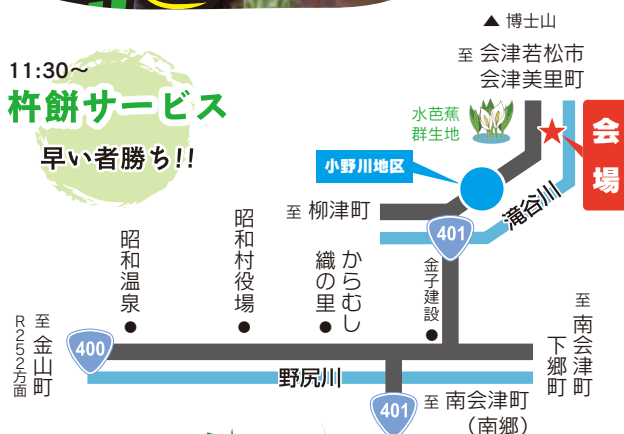 ▲ 博士山
至 会津若松市
会津美里町
11:30～
杵餅サービス
早い者勝ち!!
水芭蕉
群生地
会場
小野川地区
滝谷川
至 柳津町
401
昭和温泉
昭和村役場
からむし
織の里
金子建設
至 金山町
R252方面
400
野尻川
至 南会津町
下郷町
401
至 南会津町
（南郷）